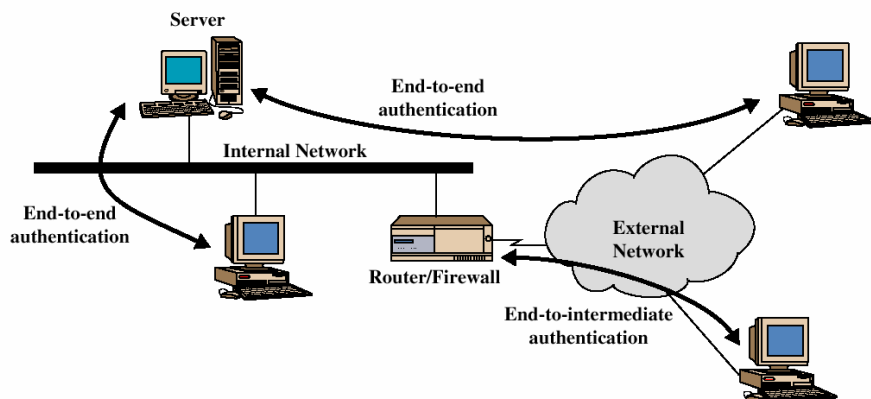 Server
End-to-end
authentication
Internal Network
End-to-end
authentication
External
Network
Router/Firewall
End-to-intermediate
authentication